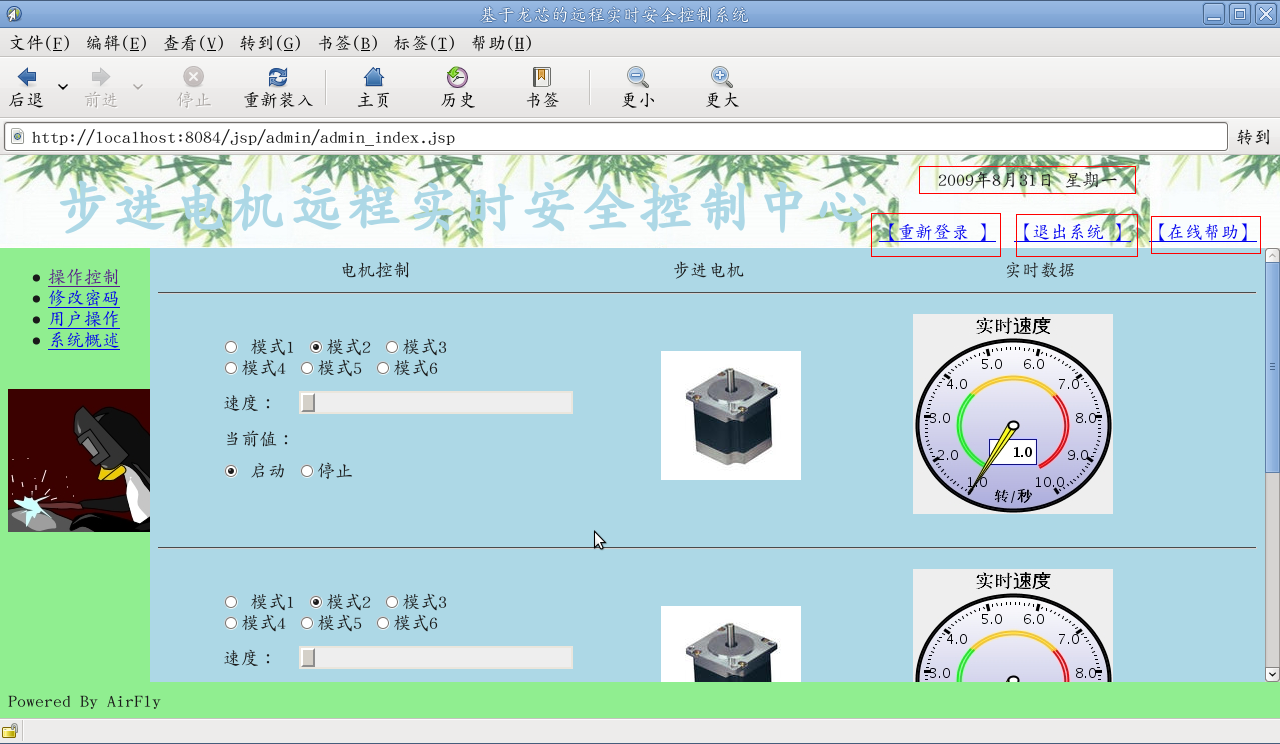 基于龙芯的远程实时安全控制系统
文件(F) 编辑(E) 查看(V) 转到(G) 书签(B) 标签(T) 帮助(H)
后退 前进 停止 重新装入 主页 历史 书签 更小 更大
http://localhost:8084/jsp/admin/admin_index.jsp 转到
2009年8月31日 星期一
步进电机远程实时安全控制中心
【重新登录 】 【退出系统 】 【在线帮助】
操作控制
修改密码
用户操作
系统概述
电机控制 步进电机 实时数据
模式1 模式2 模式3
模式4 模式5 模式6
速度：
当前值：
启动 停止
实时速度
5.0 6.0
4.0 7.0
3.0 8.0
2.0 9.0
1.0
1.0 10.0
转/秒
模式1 模式2 模式3
模式4 模式5 模式6
速度：
实时速度
5.0 6.0
4.0 7.0
3.0 8.0
Powered By AirFly